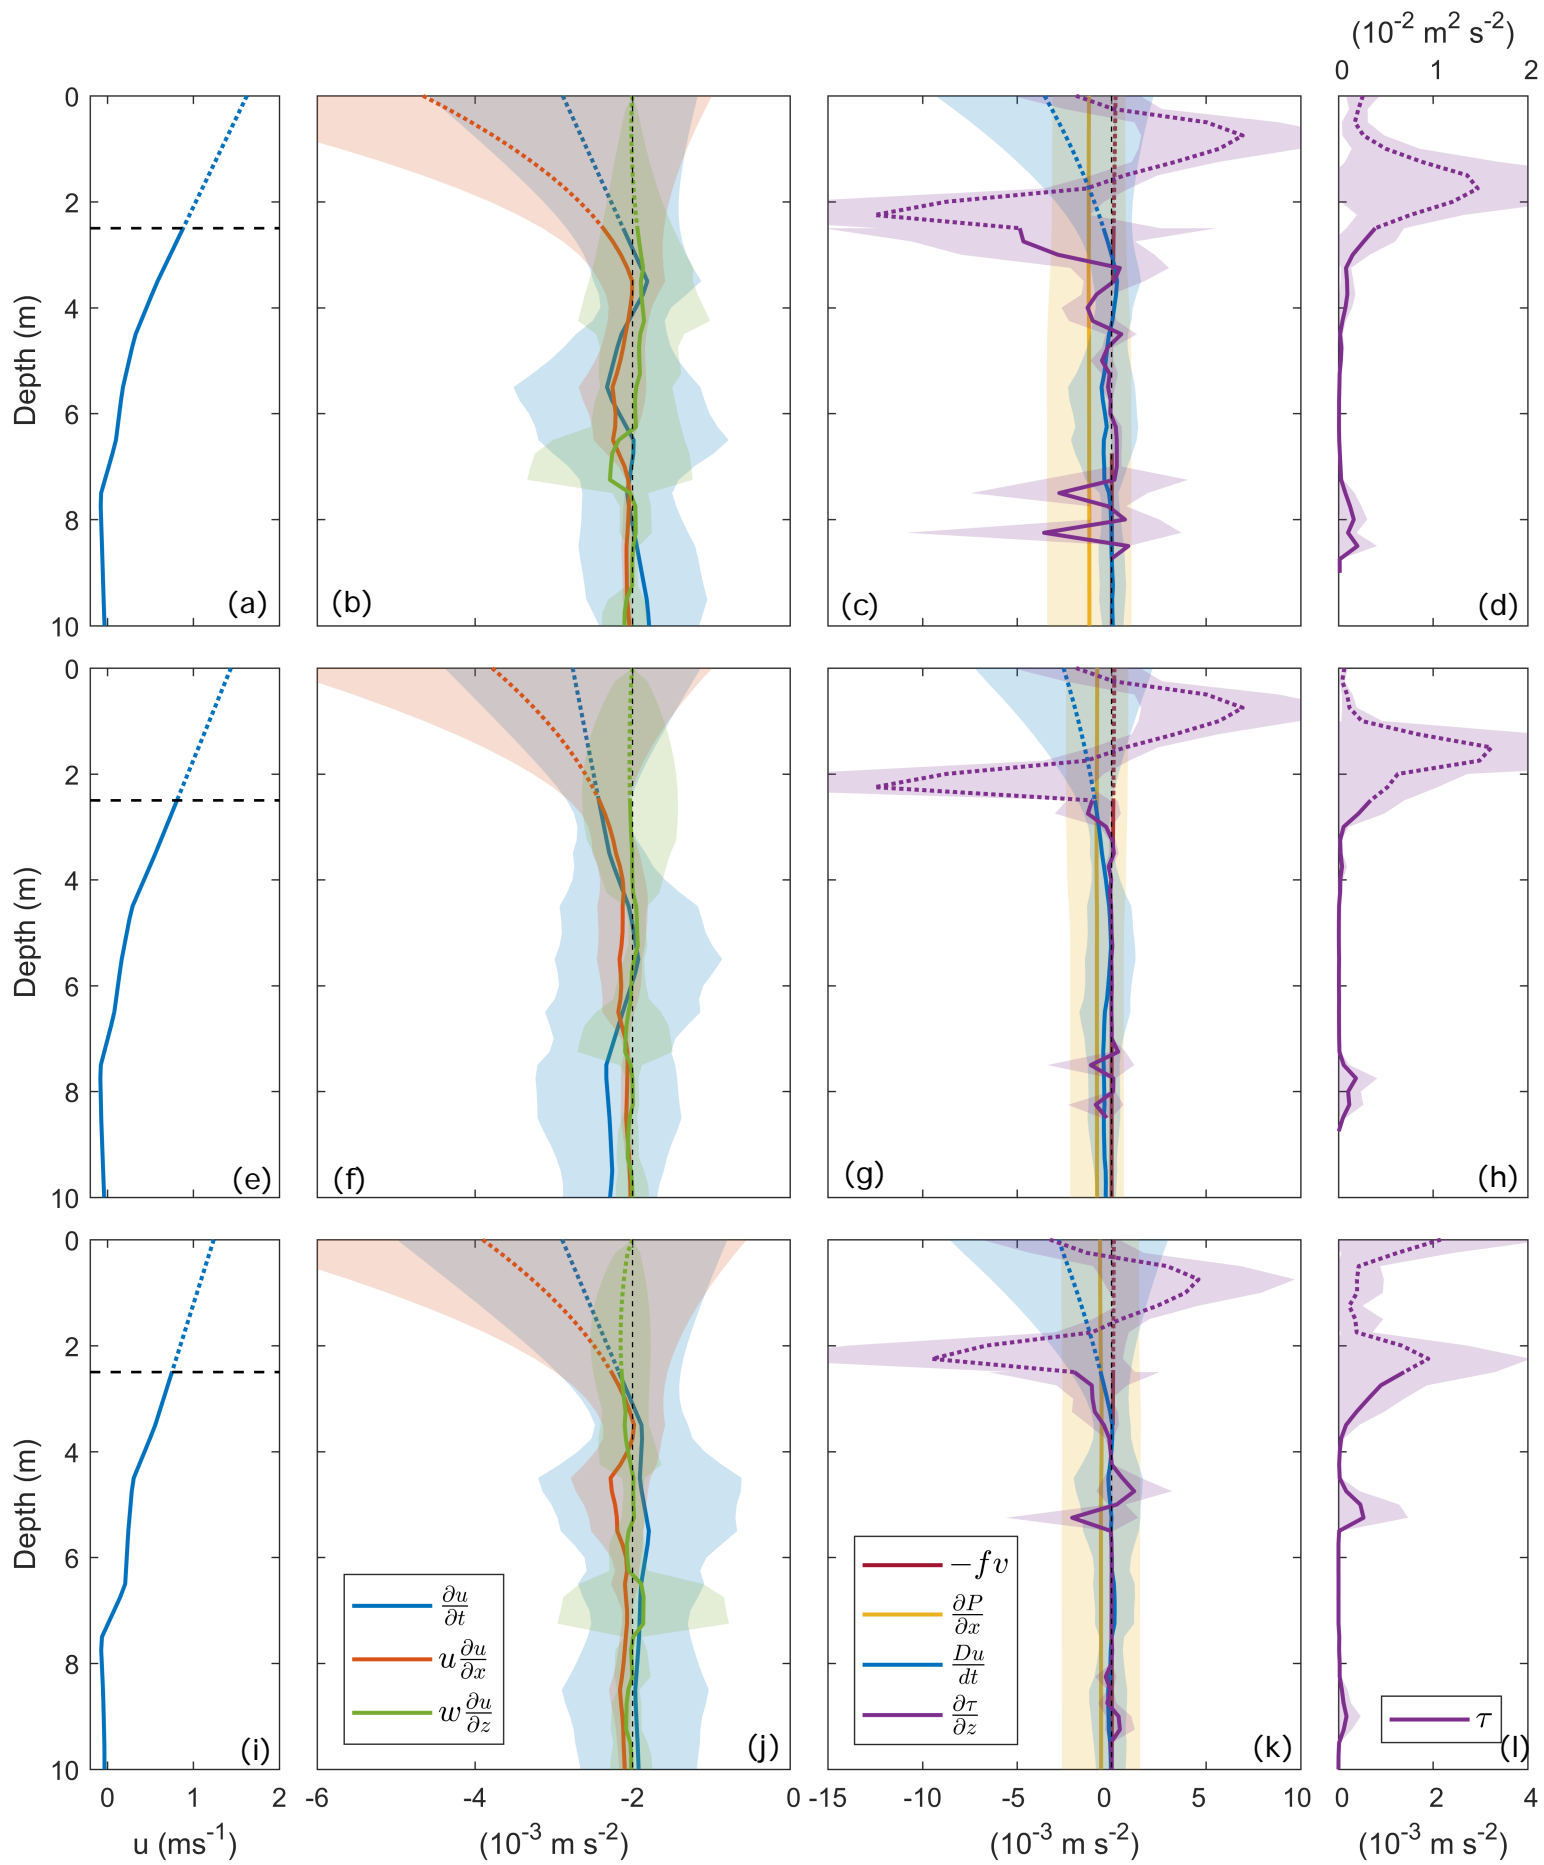 (10-2 m2 s-2)
0 1 2
0
2
4
6
8
10
Depth (m)
(a)
(b)
(c)
(d)
0
2
4
6
8
10
Depth (m)
(e)
(f)
(g)
(h)
0
2
4
6
8
10
Depth (m)
(i)
∂u/∂t
u ∂u/∂x
w ∂u/∂z
(j)
−fv
∂P/∂x
Du/dt
∂τ/∂z
(k)
τ
(l)
0 1 2
-6 -4 -2 0
-15 -10 -5 0 5 10
0 2 4
u (ms-1)
(10-3 m s-2)
(10-3 m s-2)
(10-3 m s-2)